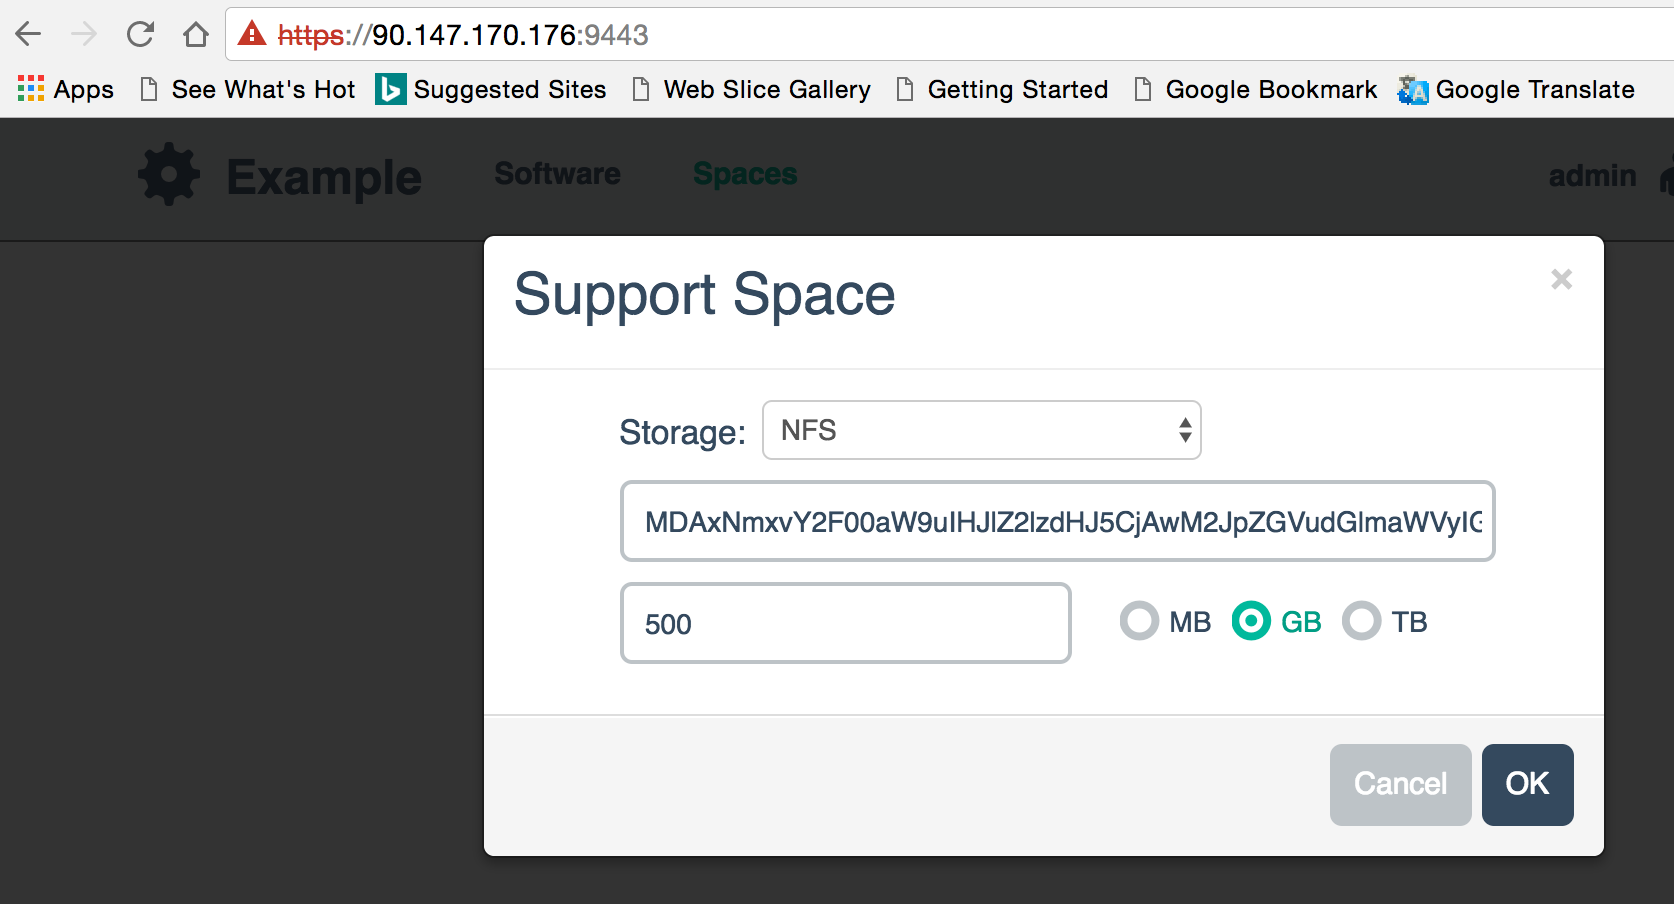 https://90.147.170.176:9443
Apps See What's Hot Suggested Sites Web Slice Gallery Getting Started Google Bookmark Google Translate
Example Software Spaces admin
Support Space ×
Storage: NFS
MDAxNmxvY2F00aW9uIHJlZ2lzdHJ5CjAwM2JpZGVudGlmaWVyIG
500 MB GB TB
Cancel OK